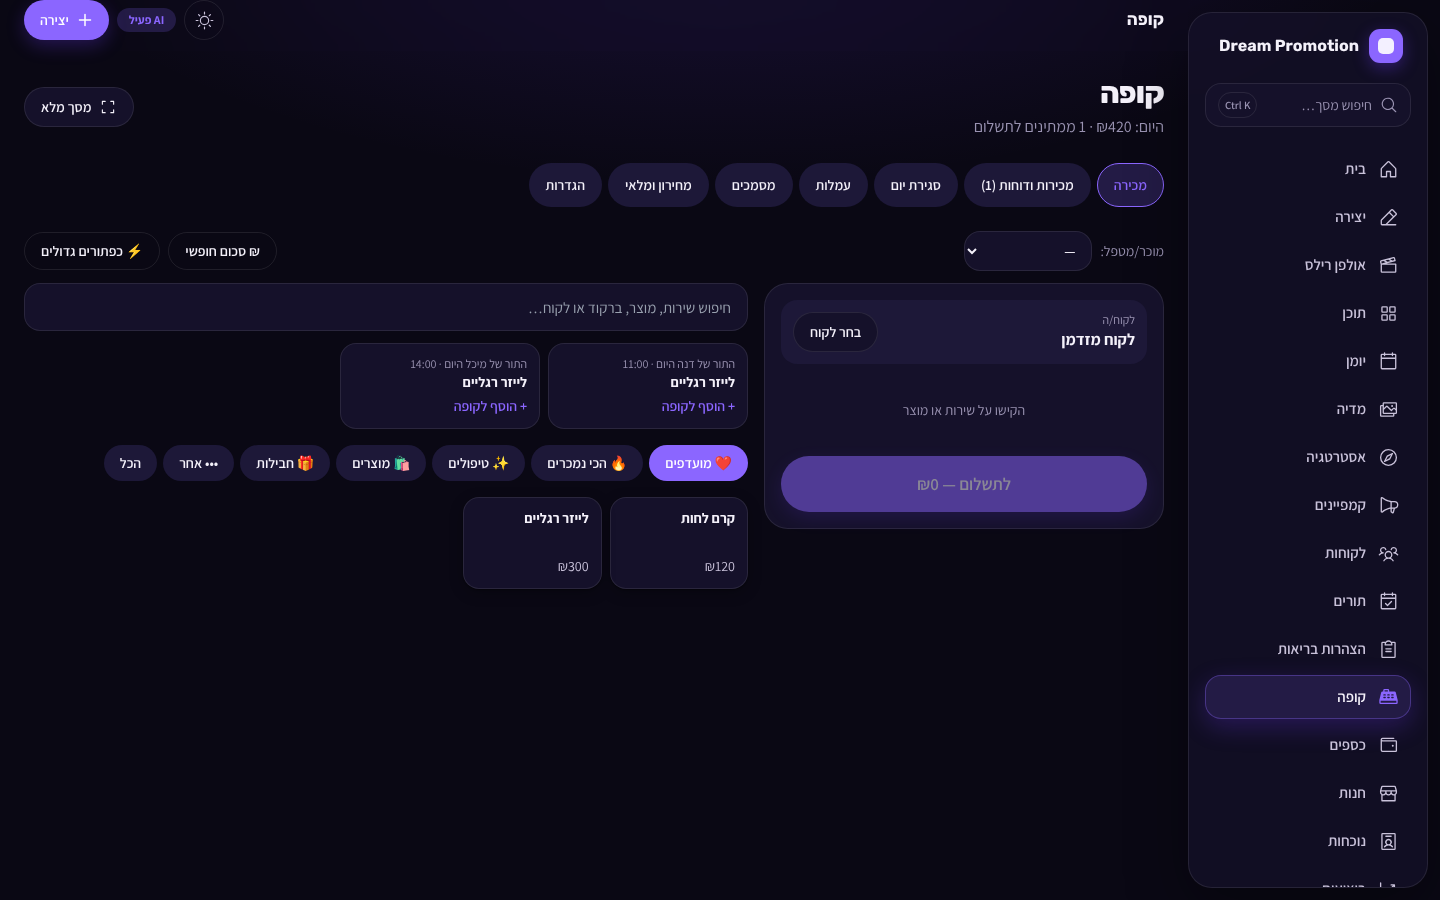 Dream Promotion
חיפוש מסך…
Ctrl K
בית
יצירה
אולפן רילס
תוכן
יומן
מדיה
אסטרטגיה
קמפיינים
לקוחות
תורים
הצהרות בריאות
קופה
כספים
חנות
נוכחות
קופה
AI פעיל
יצירה
קופה
היום: 420₪ · 1 ממתינים לתשלום
מסך מלא
מכירה
מכירות ודוחות (1)
סגירת יום
עמלות
מסמכים
מחירון ומלאי
הגדרות
מוכר/מטפל:
—
₪ סכום חופשי
⚡ כפתורים גדולים
לקוח/ה
לקוח מזדמן
בחר לקוח
הקישו על שירות או מוצר
לתשלום — 0₪
חיפוש שירות, מוצר, ברקוד או לקוח…
התור של דנה היום · 11:00
לייזר רגליים
+ הוסף לקופה
התור של מיכל היום · 14:00
לייזר רגליים
+ הוסף לקופה
❤️ מועדפים
🔥 הכי נמכרים
✨ טיפולים
🛍️ מוצרים
🎁 חבילות
••• אחר
הכל
קרם לחות
120₪
לייזר רגליים
300₪